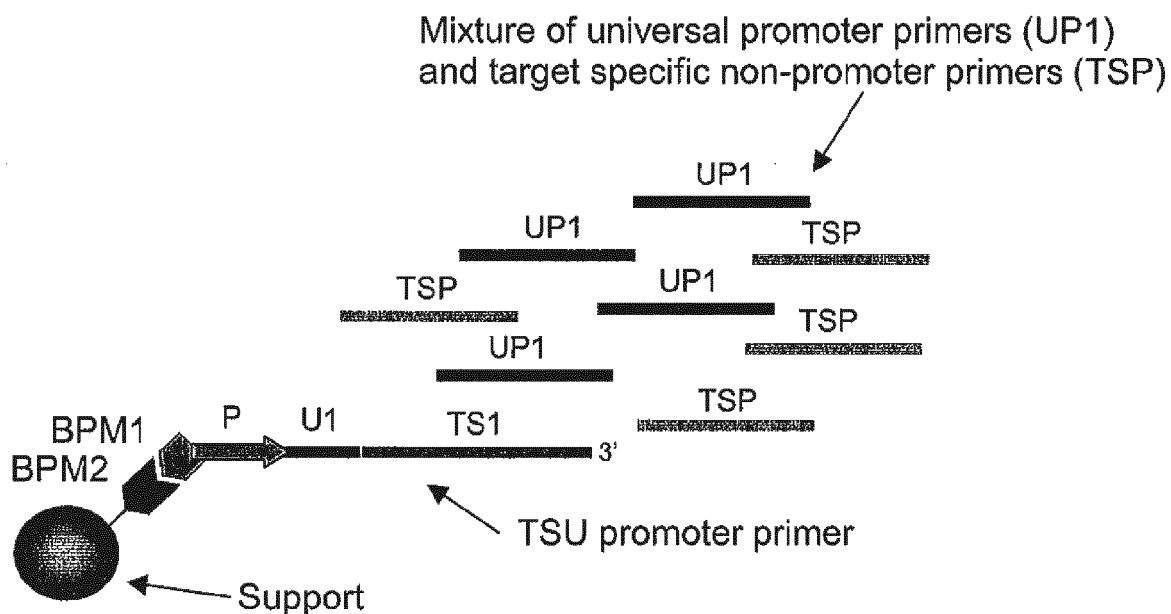 Mixture of universal promoter primers (UP1)
and target specific non-promoter primers (TSP)
UP1
UP1
TSP
TSP
UP1
TSP
UP1
TSP
BPM1
P
U1
TS1
3'
BPM2
TSU promoter primer
Support